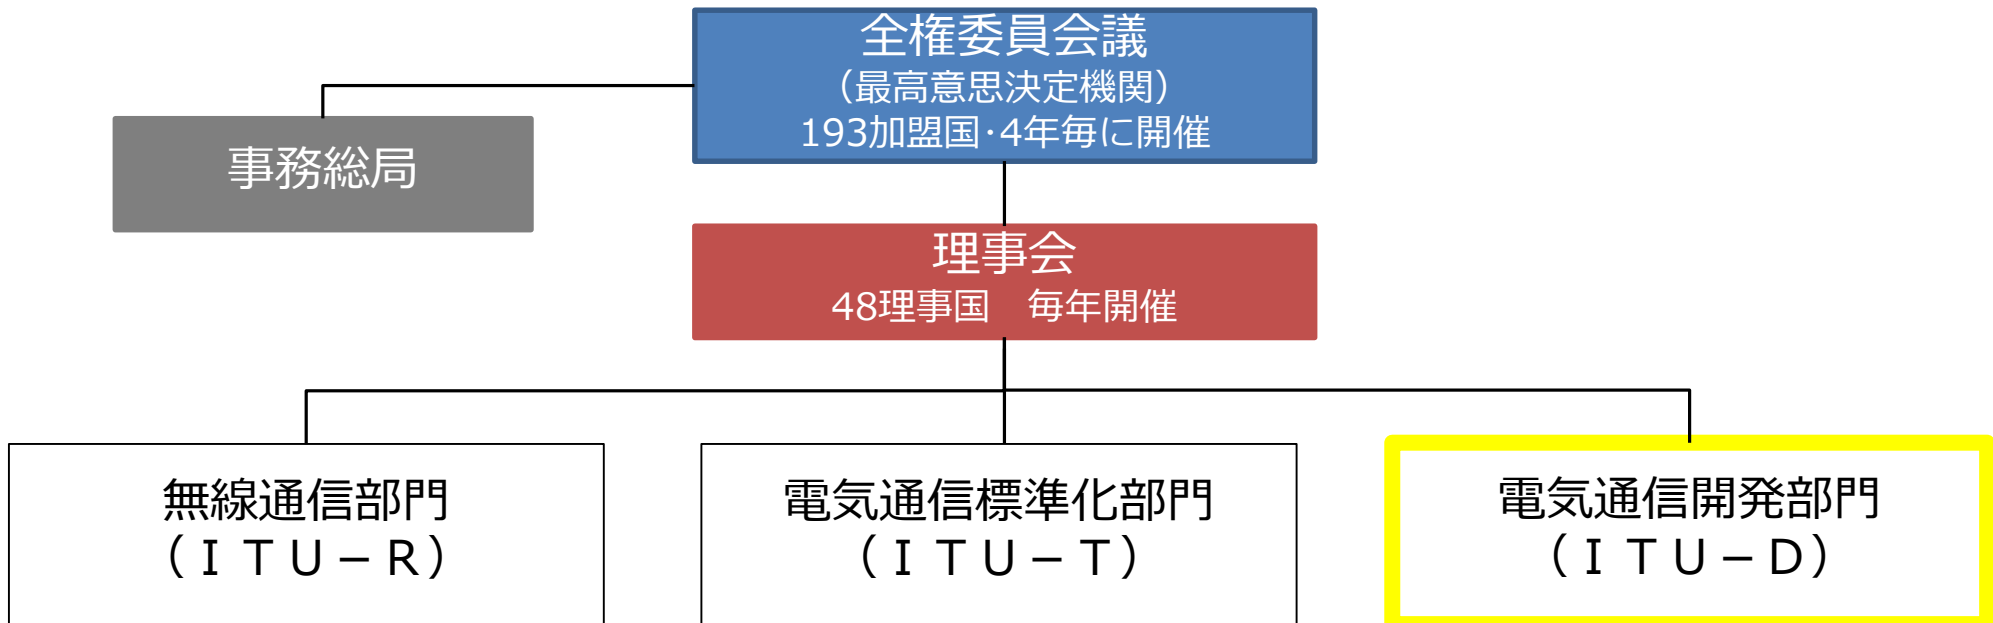 全権委員会議
（最高意思決定機関）
193加盟国･4年毎に開催
事務総局
理事会
48理事国　毎年開催
無線通信部門
（ＩＴＵ－Ｒ）
電気通信標準化部門
（ＩＴＵ－Ｔ）
電気通信開発部門
（ＩＴＵ－Ｄ）